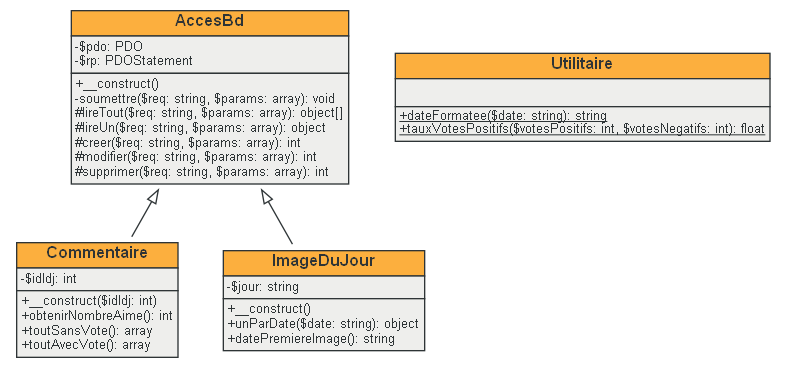 AccesBd
-$pdo: PDO
-$rp: PDOStatement
+__construct()
-soumettre($req: string, $params: array): void
#lireTout($req: string, $params: array): object[]
#lireUn($req: string, $params: array): object
#creer($req: string, $params: array): int
#modifier($req: string, $params: array): int
#supprimer($req: string, $params: array): int
Utilitaire
+dateFormatee($date: string): string
+tauxVotesPositifs($votesPositifs: int, $votesNegatifs: int): float
Commentaire
-$idIdj: int
+__construct($idIdj: int)
+obtenirNombreAime(): int
+toutSansVote(): array
+toutAvecVote(): array
ImageDuJour
-$jour: string
+__construct()
+unParDate($date: string): object
+datePremiereImage(): string